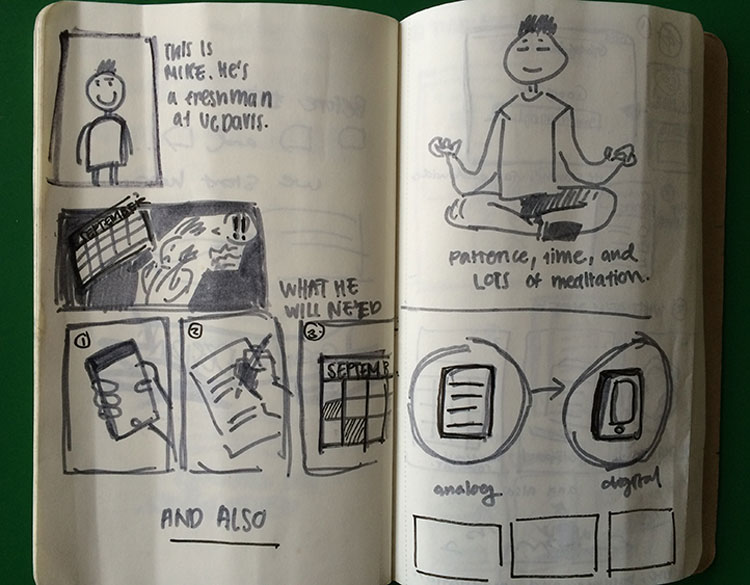 THIS IS
MIKE. HE'S
a freshman
at UC DAVIS.
SEPTEMBER
!!
WHAT HE
WILL NEED
1
2
3
SEPTEMB
AND ALSO
patience, time, and
LOTS of meditation.
analog
digital